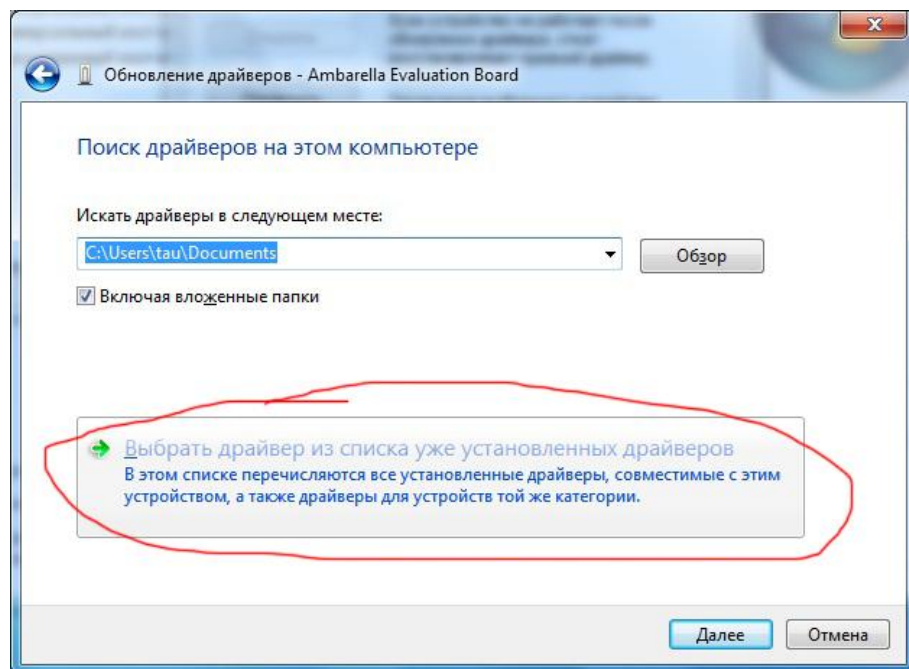 Обновление драйверов - Ambarella Evaluation Board
Поиск драйверов на этом компьютере
Искать драйверы в следующем месте:
C:\Users\tau\Documents
Обзор
Включая вложенные папки
Выбрать драйвер из списка уже установленных драйверов
В этом списке перечисляются все установленные драйверы, совместимые с этим
устройством, а также драйверы для устройств той же категории.
Далее
Отмена